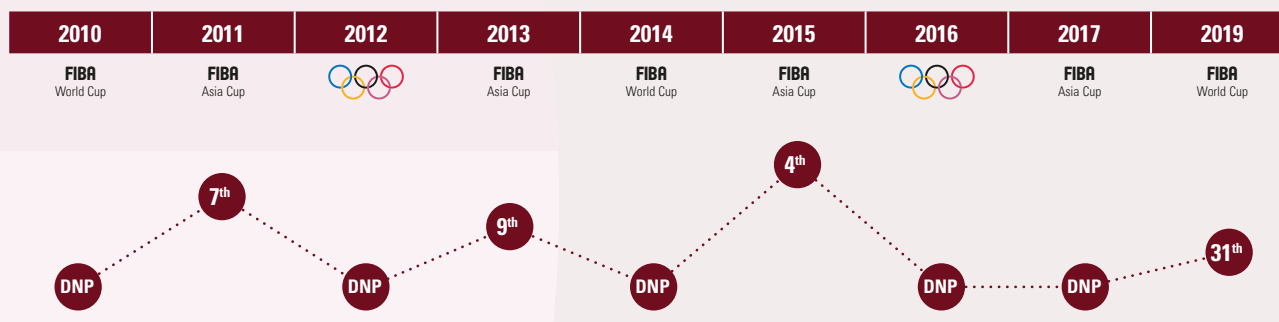 2010 2011 2012 2013 2014 2015 2016 2017 2019
FIBA FIBA FIBA FIBA FIBA FIBA FIBA
World Cup Asia Cup Asia Cup World Cup Asia Cup Asia Cup World Cup
4th
7th
9th
31th
DNP DNP DNP DNP DNP